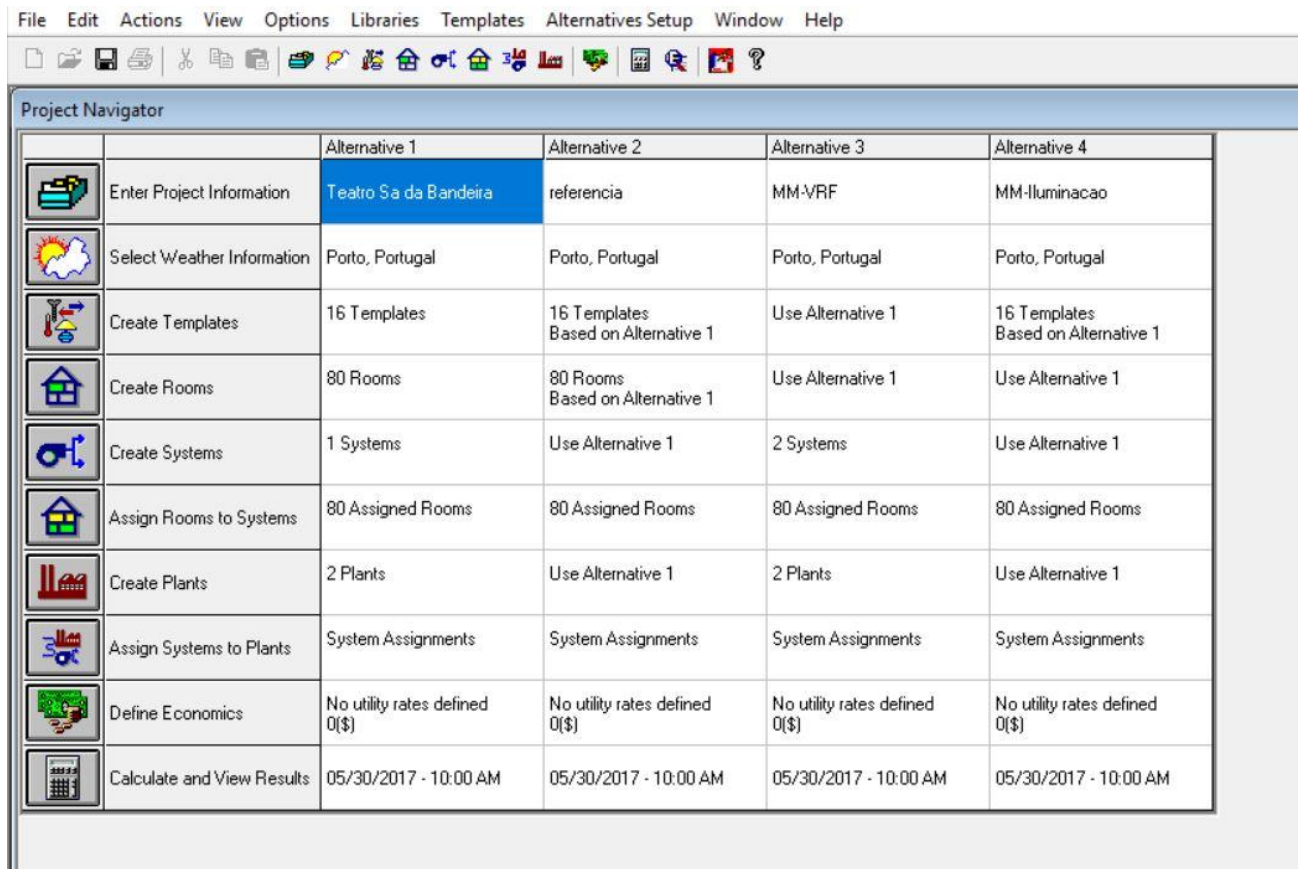 File Edit Actions View Options Libraries Templates Alternatives Setup Window Help
Project Navigator
Alternative 1 Alternative 2 Alternative 3 Alternative 4
Enter Project Information Teatro Sa da Bandeira referencia MM-VRF MM-Iluminacao
Select Weather Information Porto, Portugal Porto, Portugal Porto, Portugal Porto, Portugal
Create Templates 16 Templates 16 Templates Use Alternative 1 16 Templates
Based on Alternative 1 Based on Alternative 1
Create Rooms 80 Rooms 80 Rooms Use Alternative 1 Use Alternative 1
Based on Alternative 1
Create Systems 1 Systems Use Alternative 1 2 Systems Use Alternative 1
Assign Rooms to Systems 80 Assigned Rooms 80 Assigned Rooms 80 Assigned Rooms 80 Assigned Rooms
Create Plants 2 Plants Use Alternative 1 2 Plants Use Alternative 1
Assign Systems to Plants System Assignments System Assignments System Assignments System Assignments
Define Economics No utility rates defined No utility rates defined No utility rates defined No utility rates defined
0($) 0($) 0($) 0($)
Calculate and View Results 05/30/2017 - 10:00 AM 05/30/2017 - 10:00 AM 05/30/2017 - 10:00 AM 05/30/2017 - 10:00 AM